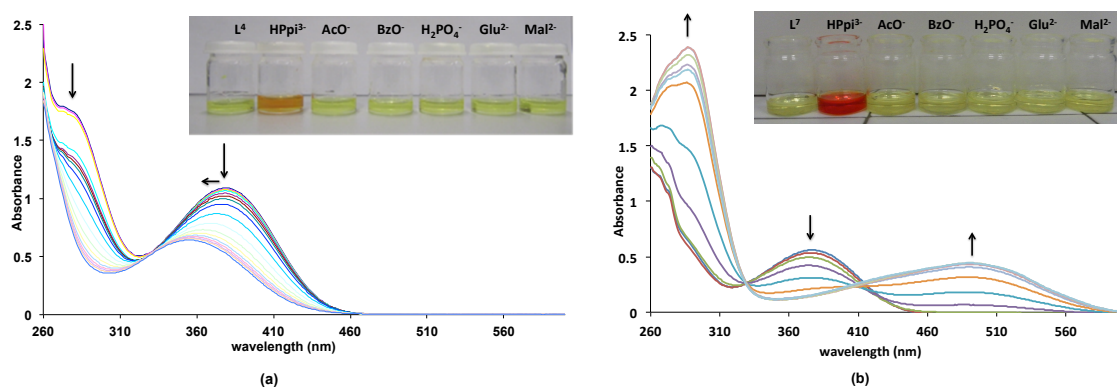 L⁴ HPpi³⁻ AcO⁻ BzO⁻ H₂PO₄⁻ Glu²⁻ Mal²⁻
2.5
2
1.5
1
0.5
0
Absorbance
260 310 360 410 460 510 560
wavelength (nm)
(a)
L⁷ HPpi³⁻ AcO⁻ BzO⁻ H₂PO₄⁻ Glu²⁻ Mal²⁻
2.5
2
1.5
1
0.5
0
Absorbance
260 310 360 410 460 510 560
wavelength (nm)
(b)